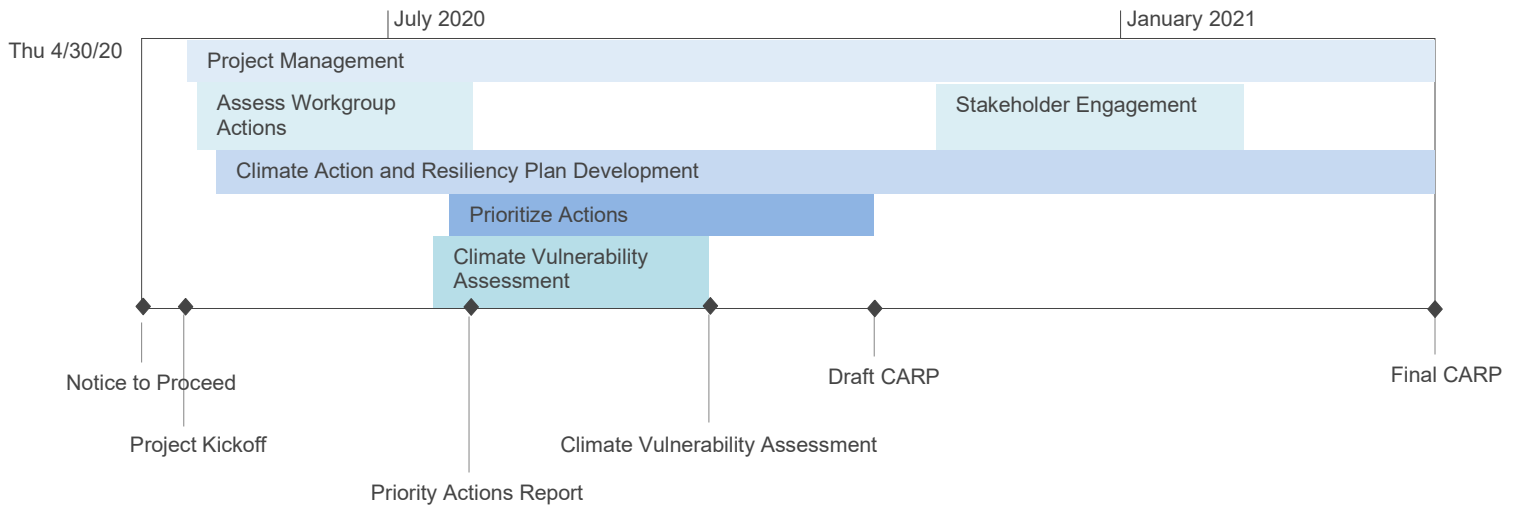 July 2020
January 2021
Thu 4/30/20
Project Management
Assess Workgroup
Actions
Stakeholder Engagement
Climate Action and Resiliency Plan Development
Prioritize Actions
Climate Vulnerability
Assessment
Notice to Proceed
Draft CARP
Final CARP
Project Kickoff
Climate Vulnerability Assessment
Priority Actions Report